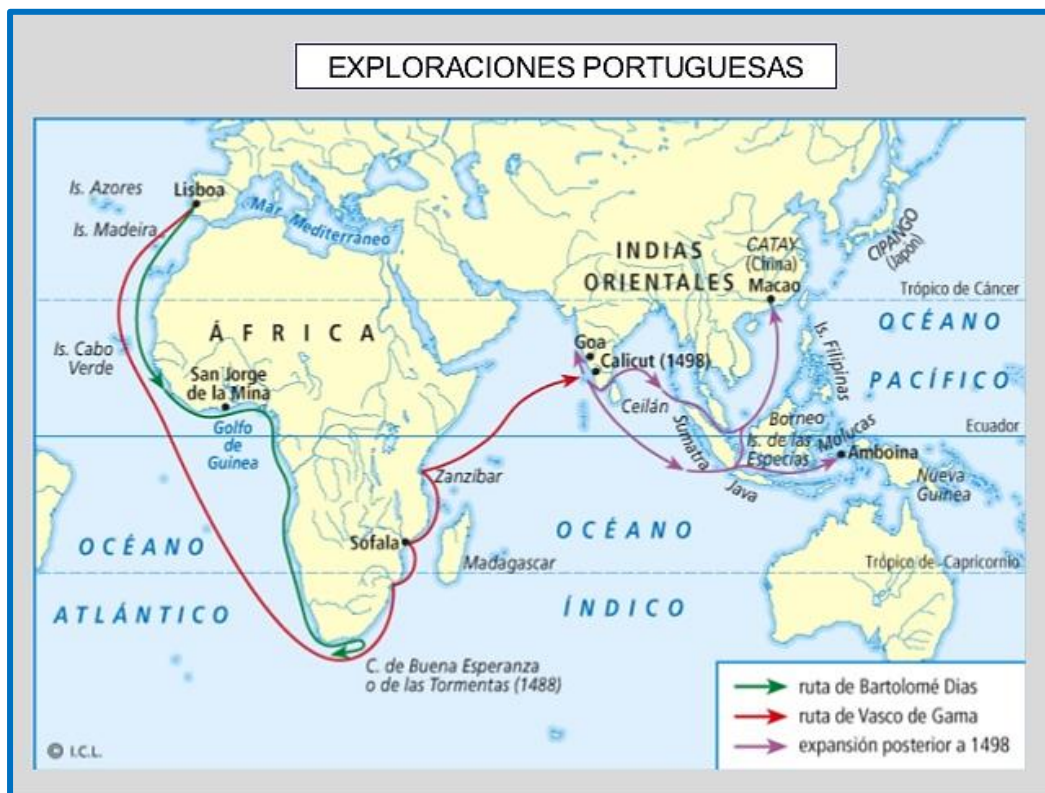 EXPLORACIONES PORTUGUESAS
Is. Azores
Lisboa
Is. Madeira
Mar Mediterráneo
INDIAS
ORIENTALES
CATAY
(China)
Macao
CIPANGO
(Japón)
Trópico de Cáncer
OCÉANO
PACÍFICO
ÁFRICA
Is. Cabo
Verde
San Jorge
de la Mina
Golfo
de
Guinea
Goa
Calicut (1498)
Ceilán
Is. Filipinas
Sumatra
Borneo
Is. de las
Especias
Molucas
Ecuador
Amboina
Nueva
Guinea
Java
Zanzíbar
Sofala
Madagascar
OCÉANO
ATLÁNTICO
OCÉANO
ÍNDICO
Trópico de Capricornio
C. de Buena Esperanza
o de las Tormentas (1488)
ruta de Bartolomé Dias
ruta de Vasco de Gama
expansión posterior a 1498
© I.C.L.